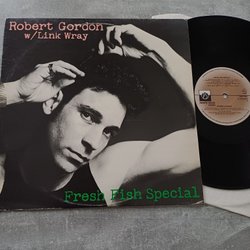 Robert Gordon
w/Link Wray
Fresh Fish Special